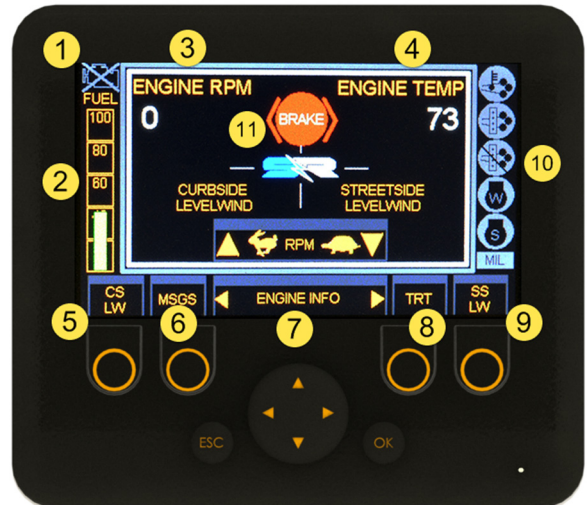 1
3
4
FUEL
ENGINE RPM
ENGINE TEMP
100
0
73
11
BRAKE
80
2
60
10
CURBSIDE
LEVELWIND
STREETSIDE
LEVELWIND
W
RPM
S
MIL
CS
LW
MSGS
ENGINE INFO
TRT
SS
LW
5
6
7
8
9
ESC
OK